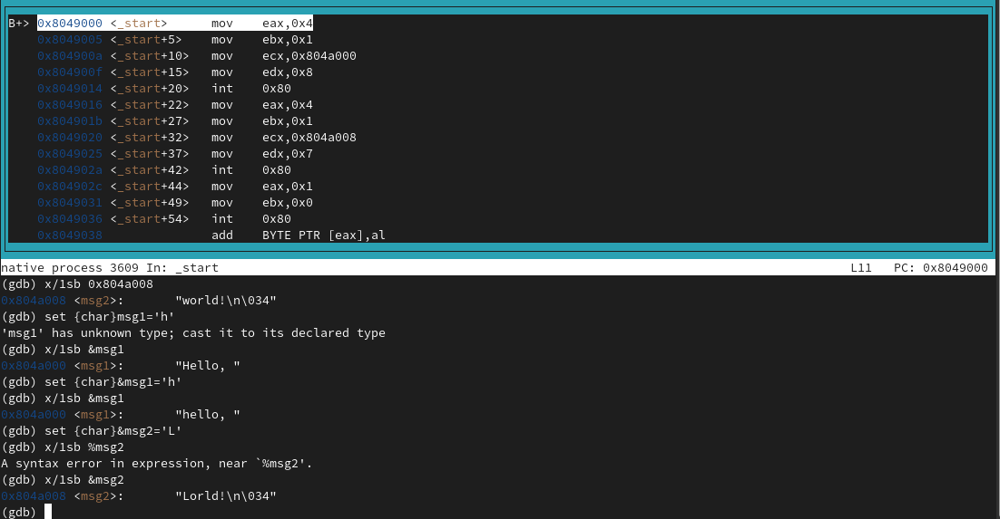 B+> 0x8049000 <_start> mov eax,0x4
0x8049005 <_start+5> mov ebx,0x1
0x804900a <_start+10> mov ecx,0x804a000
0x804900f <_start+15> mov edx,0x8
0x8049014 <_start+20> int 0x80
0x8049016 <_start+22> mov eax,0x4
0x804901b <_start+27> mov ebx,0x1
0x8049020 <_start+32> mov ecx,0x804a008
0x8049025 <_start+37> mov edx,0x7
0x804902a <_start+42> int 0x80
0x804902c <_start+44> mov eax,0x1
0x8049031 <_start+49> mov ebx,0x0
0x8049036 <_start+54> int 0x80
0x8049038 add BYTE PTR [eax],al
native process 3609 In: _start L11 PC: 0x8049000
(gdb) x/1sb 0x804a008
0x804a008 <msg2>: "world!\n\034"
(gdb) set {char}msg1='h'
'msg1' has unknown type; cast it to its declared type
(gdb) x/1sb &msg1
0x804a000 <msg1>: "Hello, "
(gdb) set {char}&msg1='h'
(gdb) x/1sb &msg1
0x804a000 <msg1>: "hello, "
(gdb) set {char}&msg2='L'
(gdb) x/1sb %msg2
A syntax error in expression, near `%msg2'.
(gdb) x/1sb &msg2
0x804a008 <msg2>: "Lorld!\n\034"
(gdb)